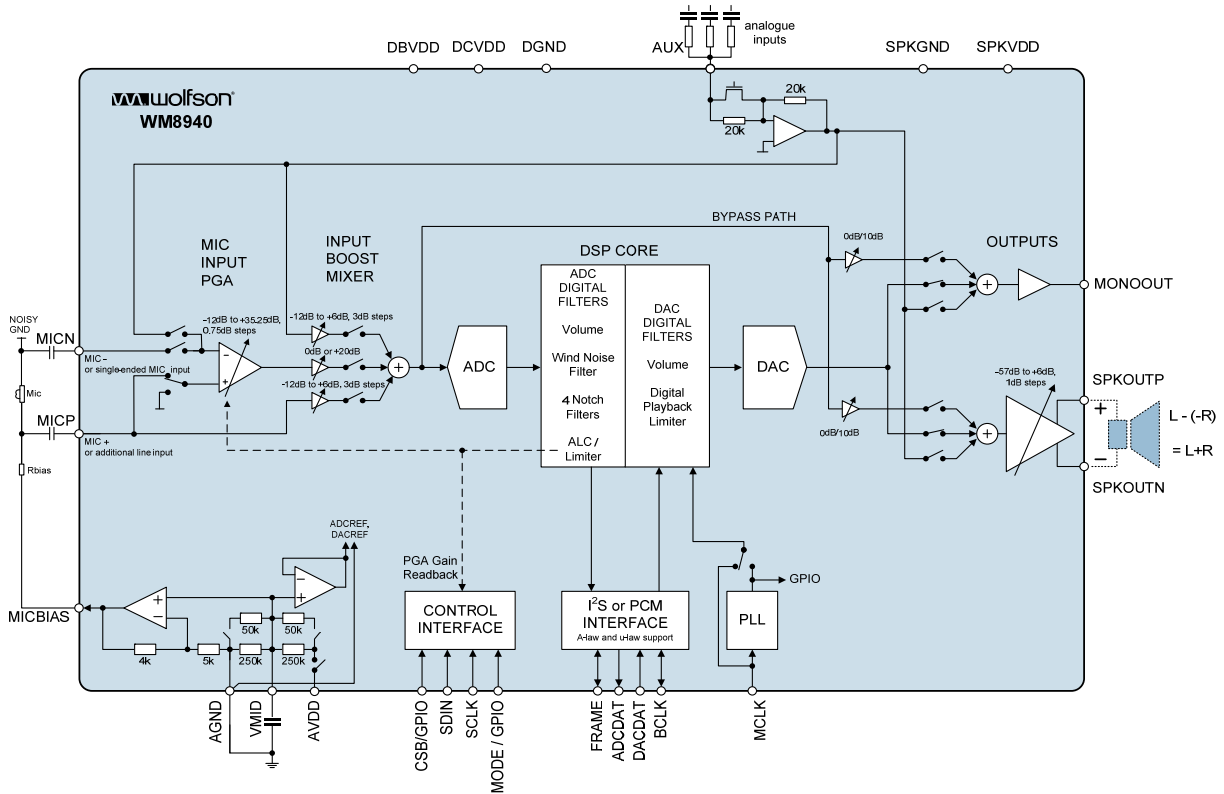 analogue
inputs
AUX
DBVDD
DCVDD
DGND
SPKGND
SPKVDD
wolfson®
WM8940
20k
20k
BYPASS PATH
MIC
INPUT
PGA
INPUT
BOOST
MIXER
DSP CORE
0dB/10dB
OUTPUTS
ADC
DIGITAL
FILTERS
Volume
Wind Noise
Filter
4 Notch
Filters
ALC /
Limiter
DAC
DIGITAL
FILTERS
Volume
Digital
Playback
Limiter
MONOOUT
NOISY
GND
MICN
–12dB to +35.25dB,
0.75dB steps
-12dB to +6dB, 3dB steps
MIC –
or single-ended MIC input
–
+
0dB or +20dB
+
ADC
DAC
+
–57dB to +6dB,
1dB steps
SPKOUTP
Mic
-12dB to +6dB, 3dB steps
MICP
MIC +
or additional line input
0dB/10dB
+
+
–
L - (-R)
= L+R
SPKOUTN
Rbias
ADCREF,
DACREF
PGA Gain
Readback
–
+
GPIO
MICBIAS
+
–
50k
50k
4k
5k
250k
250k
CONTROL
INTERFACE
I²S or PCM
INTERFACE
A-law and u-law support
PLL
AGND
VMID
AVDD
CSB/GPIO
SDIN
SCLK
MODE / GPIO
FRAME
ADCDAT
DACDAT
BCLK
MCLK